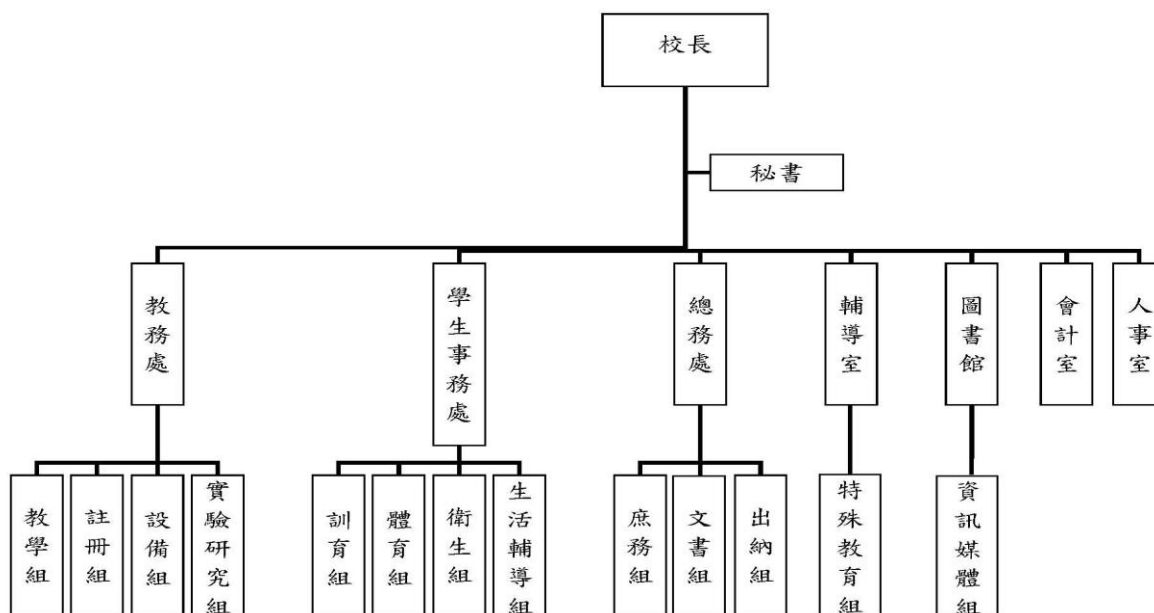 校長
秘書
教務處
學生事務處
總務處
輔導室
圖書館
會計室
人事室
教學組
註冊組
設備組
實驗研究組
訓育組
體育組
衛生組
生活輔導組
庶務組
文書組
出納組
特殊教育組
資訊媒體組